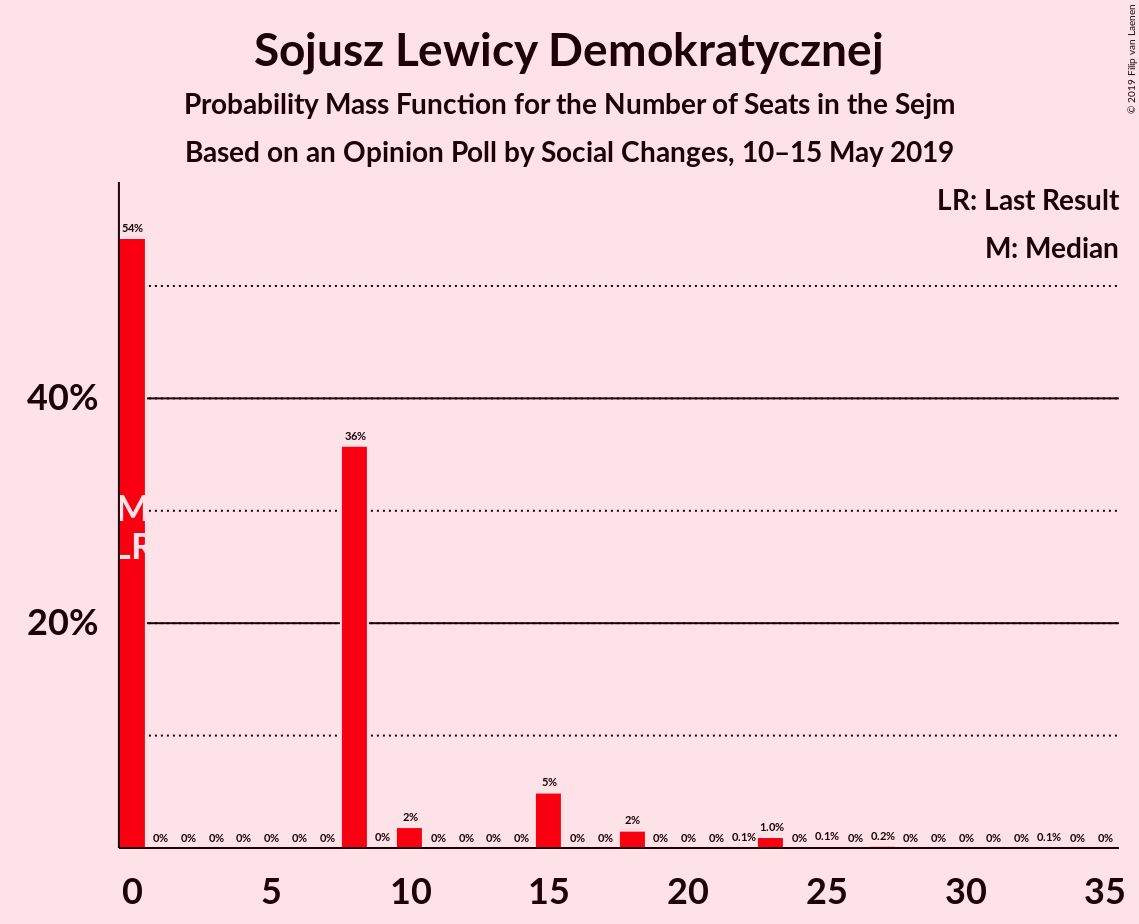 Sojusz Lewicy Demokratycznej
Probability Mass Function for the Number of Seats in the Sejm
Based on an Opinion Poll by Social Changes, 10–15 May 2019
© 2019 Filip van Laenen
LR: Last Result
M: Median
40%
20%
54% 0% 0% 0% 0% 0% 0% 0% 36% 0% 2% 0% 0% 0% 0% 5% 0% 0% 2% 0% 0% 0% 0.1% 1.0% 0% 0.1% 0% 0.2% 0% 0% 0% 0% 0% 0.1% 0% 0%
M
LR
0 5 10 15 20 25 30 35